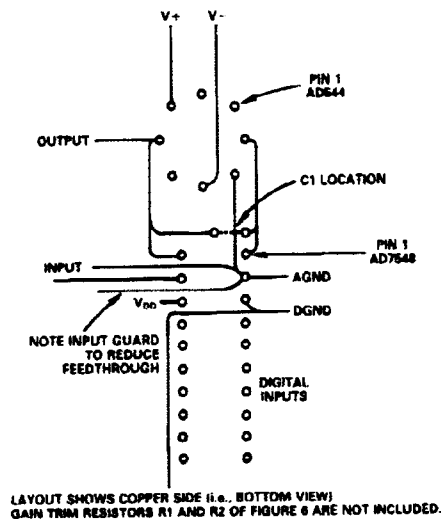 V+
V-
PIN 1
AD544
OUTPUT
C1 LOCATION
PIN 1
AD7548
INPUT
AGND
VDD
DGND
NOTE INPUT GUARD
TO REDUCE
FEEDTHROUGH
DIGITAL
INPUTS
LAYOUT SHOWS COPPER SIDE (i.e., BOTTOM VIEW)
GAIN TRIM RESISTORS R1 AND R2 OF FIGURE 6 ARE NOT INCLUDED.